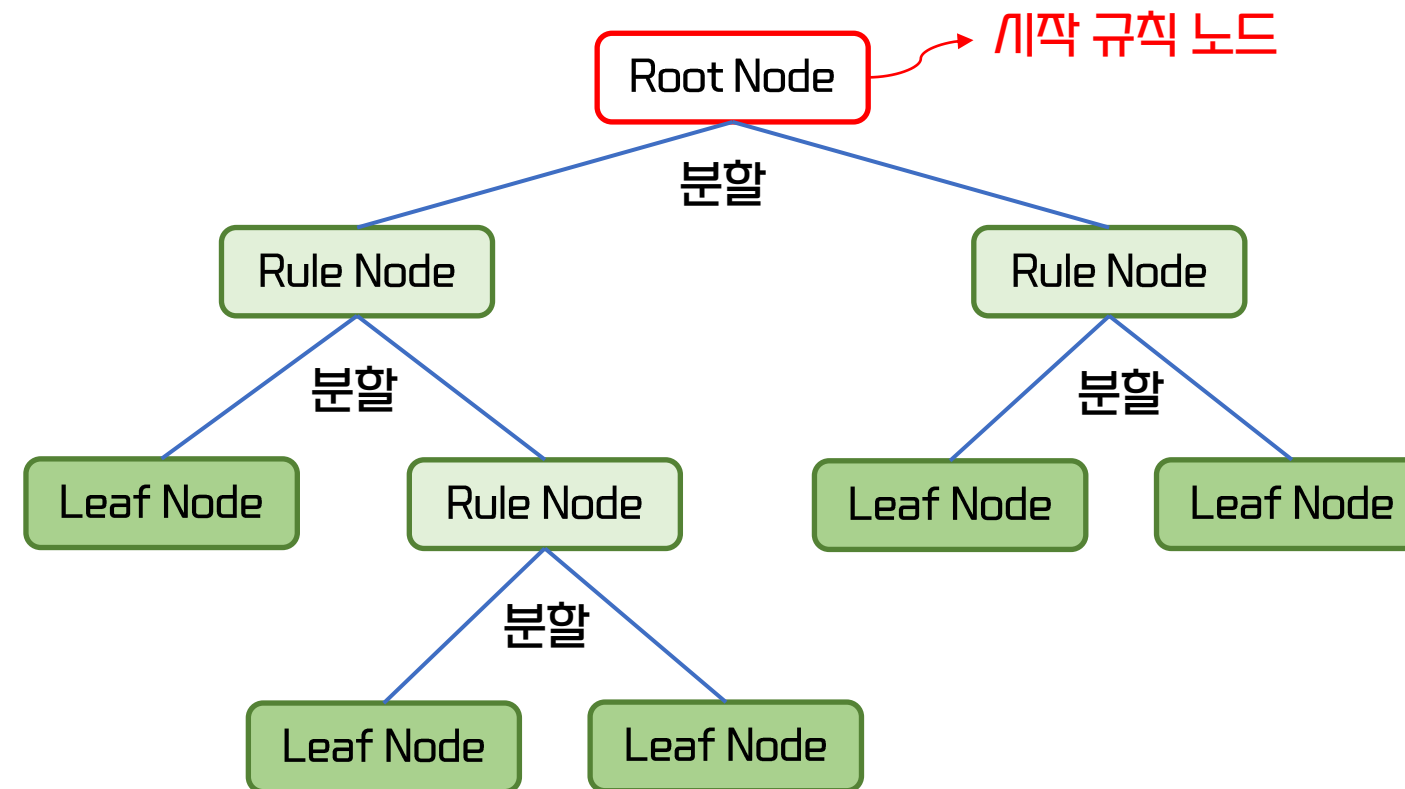 시작 규칙 노드
Root Node
분할
Rule Node
Rule Node
분할
분할
Leaf Node
Rule Node
Leaf Node
Leaf Node
분할
Leaf Node
Leaf Node